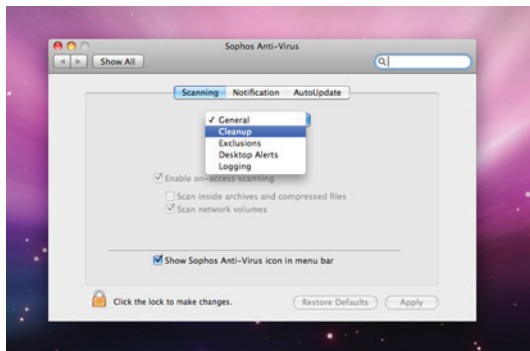 Sophos Anti-Virus
Show All
Scanning Notification AutoUpdate
✓ General
Cleanup
Exclusions
Desktop Alerts
Logging
Enable on-access scanning
Scan inside archives and compressed files
Scan network volumes
Show Sophos Anti-Virus icon in menu bar
Click the lock to make changes. Restore Defaults Apply